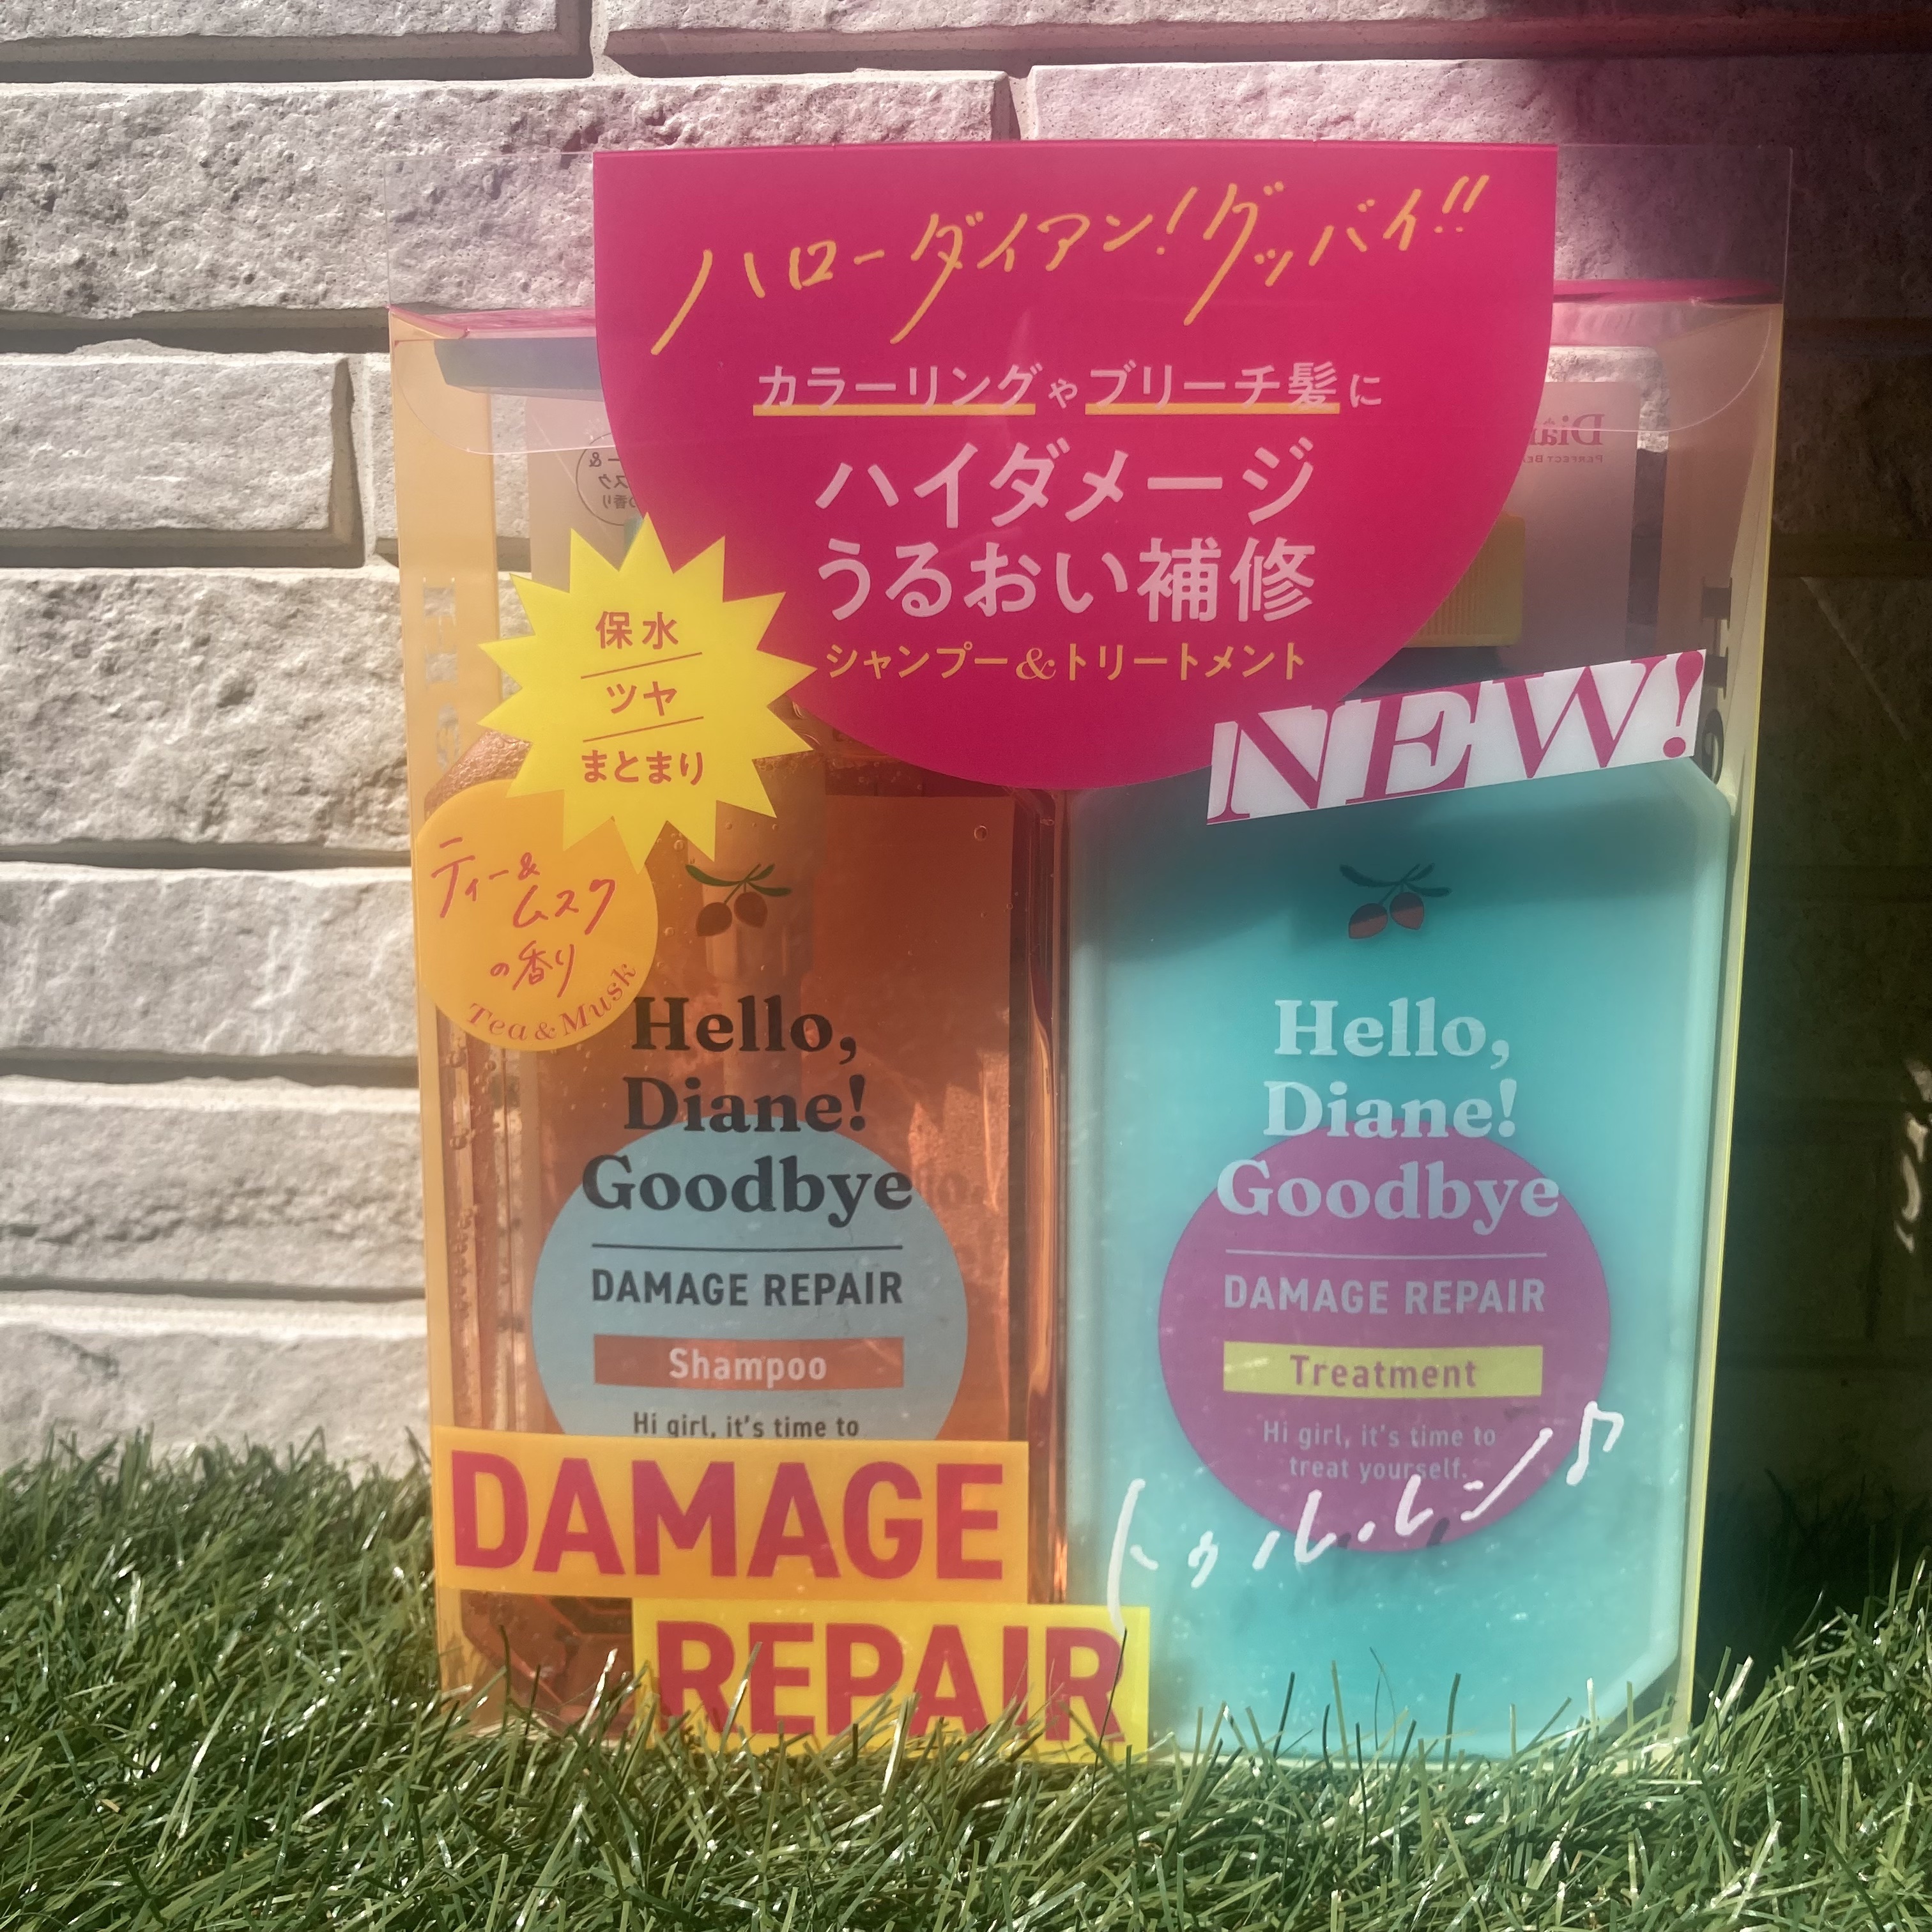 ハローダイアン!グッバイ!!
カラーリングやブリーチ髪に
ハイダメージ
うるおい補修
シャンプー&トリートメント
NEW!
保水
ツヤ
まとまり
ティー&
ムスク
の香り
Tea & Musk
Hello,
Diane!
Goodbye
DAMAGE REPAIR
Shampoo
Hi girl, it's time to
DAMAGE
REPAIR
Hello,
Diane!
Goodbye
DAMAGE REPAIR
Treatment
Hi girl, it's time to
treat yourself.
トゥル.レン♪